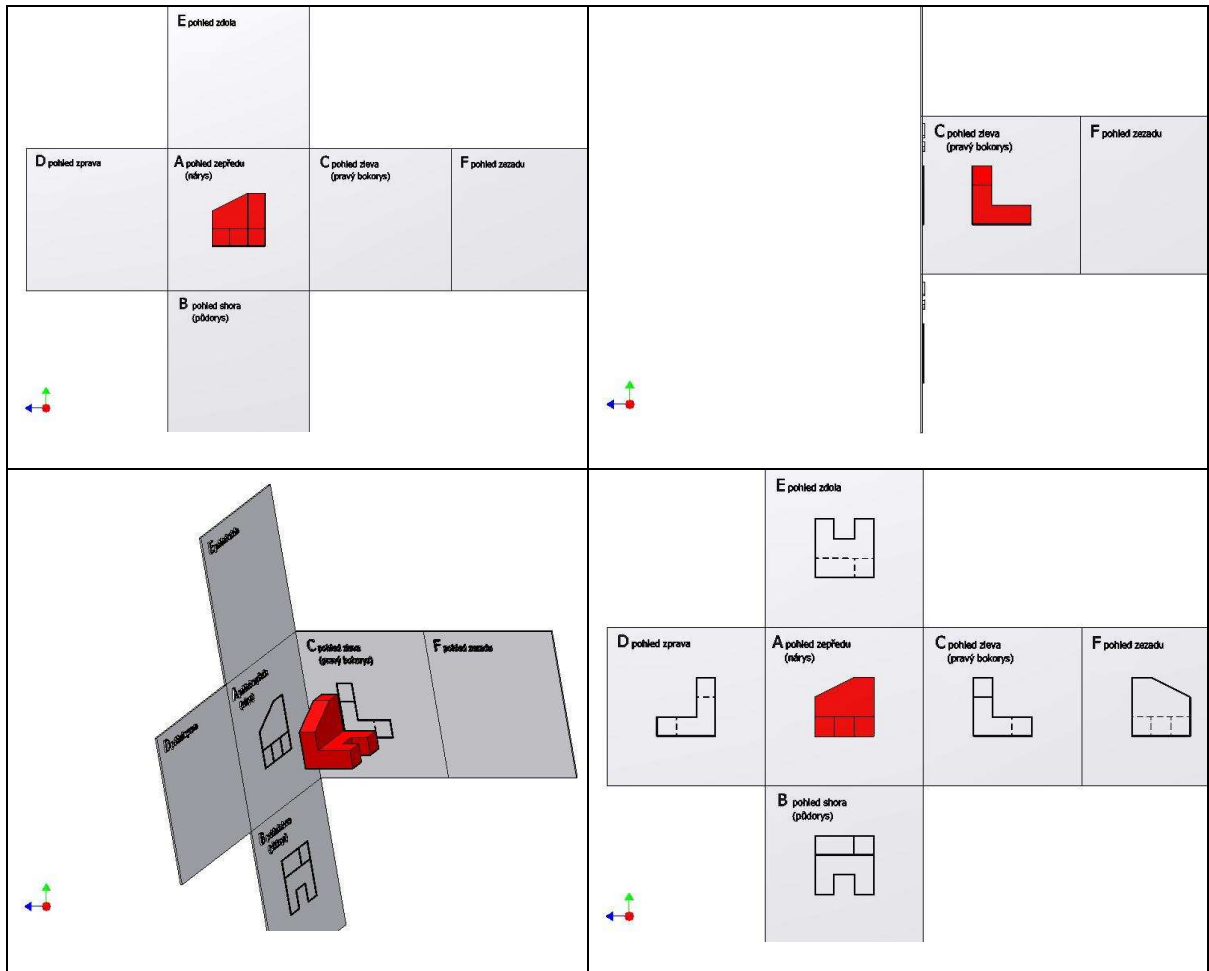 E pohled zdola
D pohled zprava
A pohled zepředu
(nárys)
C pohled zleva
(pravý bokorys)
F pohled zezadu
B pohled shora
(půdorys)
C pohled zleva
(pravý bokorys)
F pohled zezadu
E
C pohled zleva
(pravý bokorys)
F pohled zezadu
A
D
B
E pohled zdola
D pohled zprava
A pohled zepředu
(nárys)
C pohled zleva
(pravý bokorys)
F pohled zezadu
B pohled shora
(půdorys)